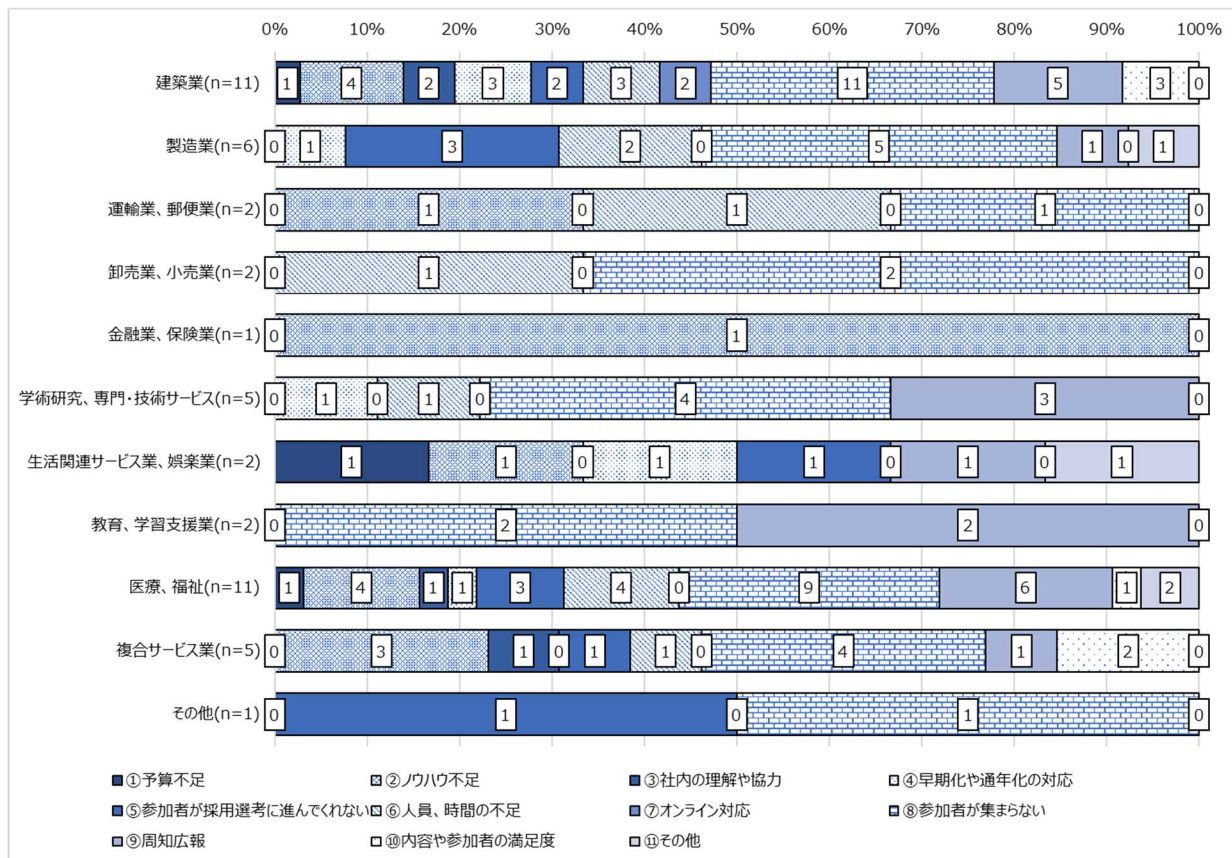 0% 10% 20% 30% 40% 50% 60% 70% 80% 90% 100%
建築業(n=11) 1 4 2 3 2 3 2 11 5 3 0
製造業(n=6) 0 1 3 2 0 5 1 0 1
運輸業、郵便業(n=2) 0 1 0 1 0 1 0
卸売業、小売業(n=2) 0 1 0 2 0
金融業、保険業(n=1) 0 1 0
学術研究、専門・技術サービス(n=5) 0 1 0 1 0 4 3 0
生活関連サービス業、娯楽業(n=2) 1 1 0 1 1 0 1 0 1
教育、学習支援業(n=2) 0 2 2 0
医療、福祉(n=11) 1 4 1 1 3 4 0 9 6 1 2
複合サービス業(n=5) 0 3 1 0 1 1 0 4 1 2 0
その他(n=1) 0 1 0 1 0
①予算不足 ②ノウハウ不足 ③社内の理解や協力 ④早期化や通年化の対応
⑤参加者が採用選考に進んでくれない ⑥人員、時間の不足 ⑦オンライン対応 ⑧参加者が集まらない
⑨周知広報 ⑩内容や参加者の満足度 ⑪その他